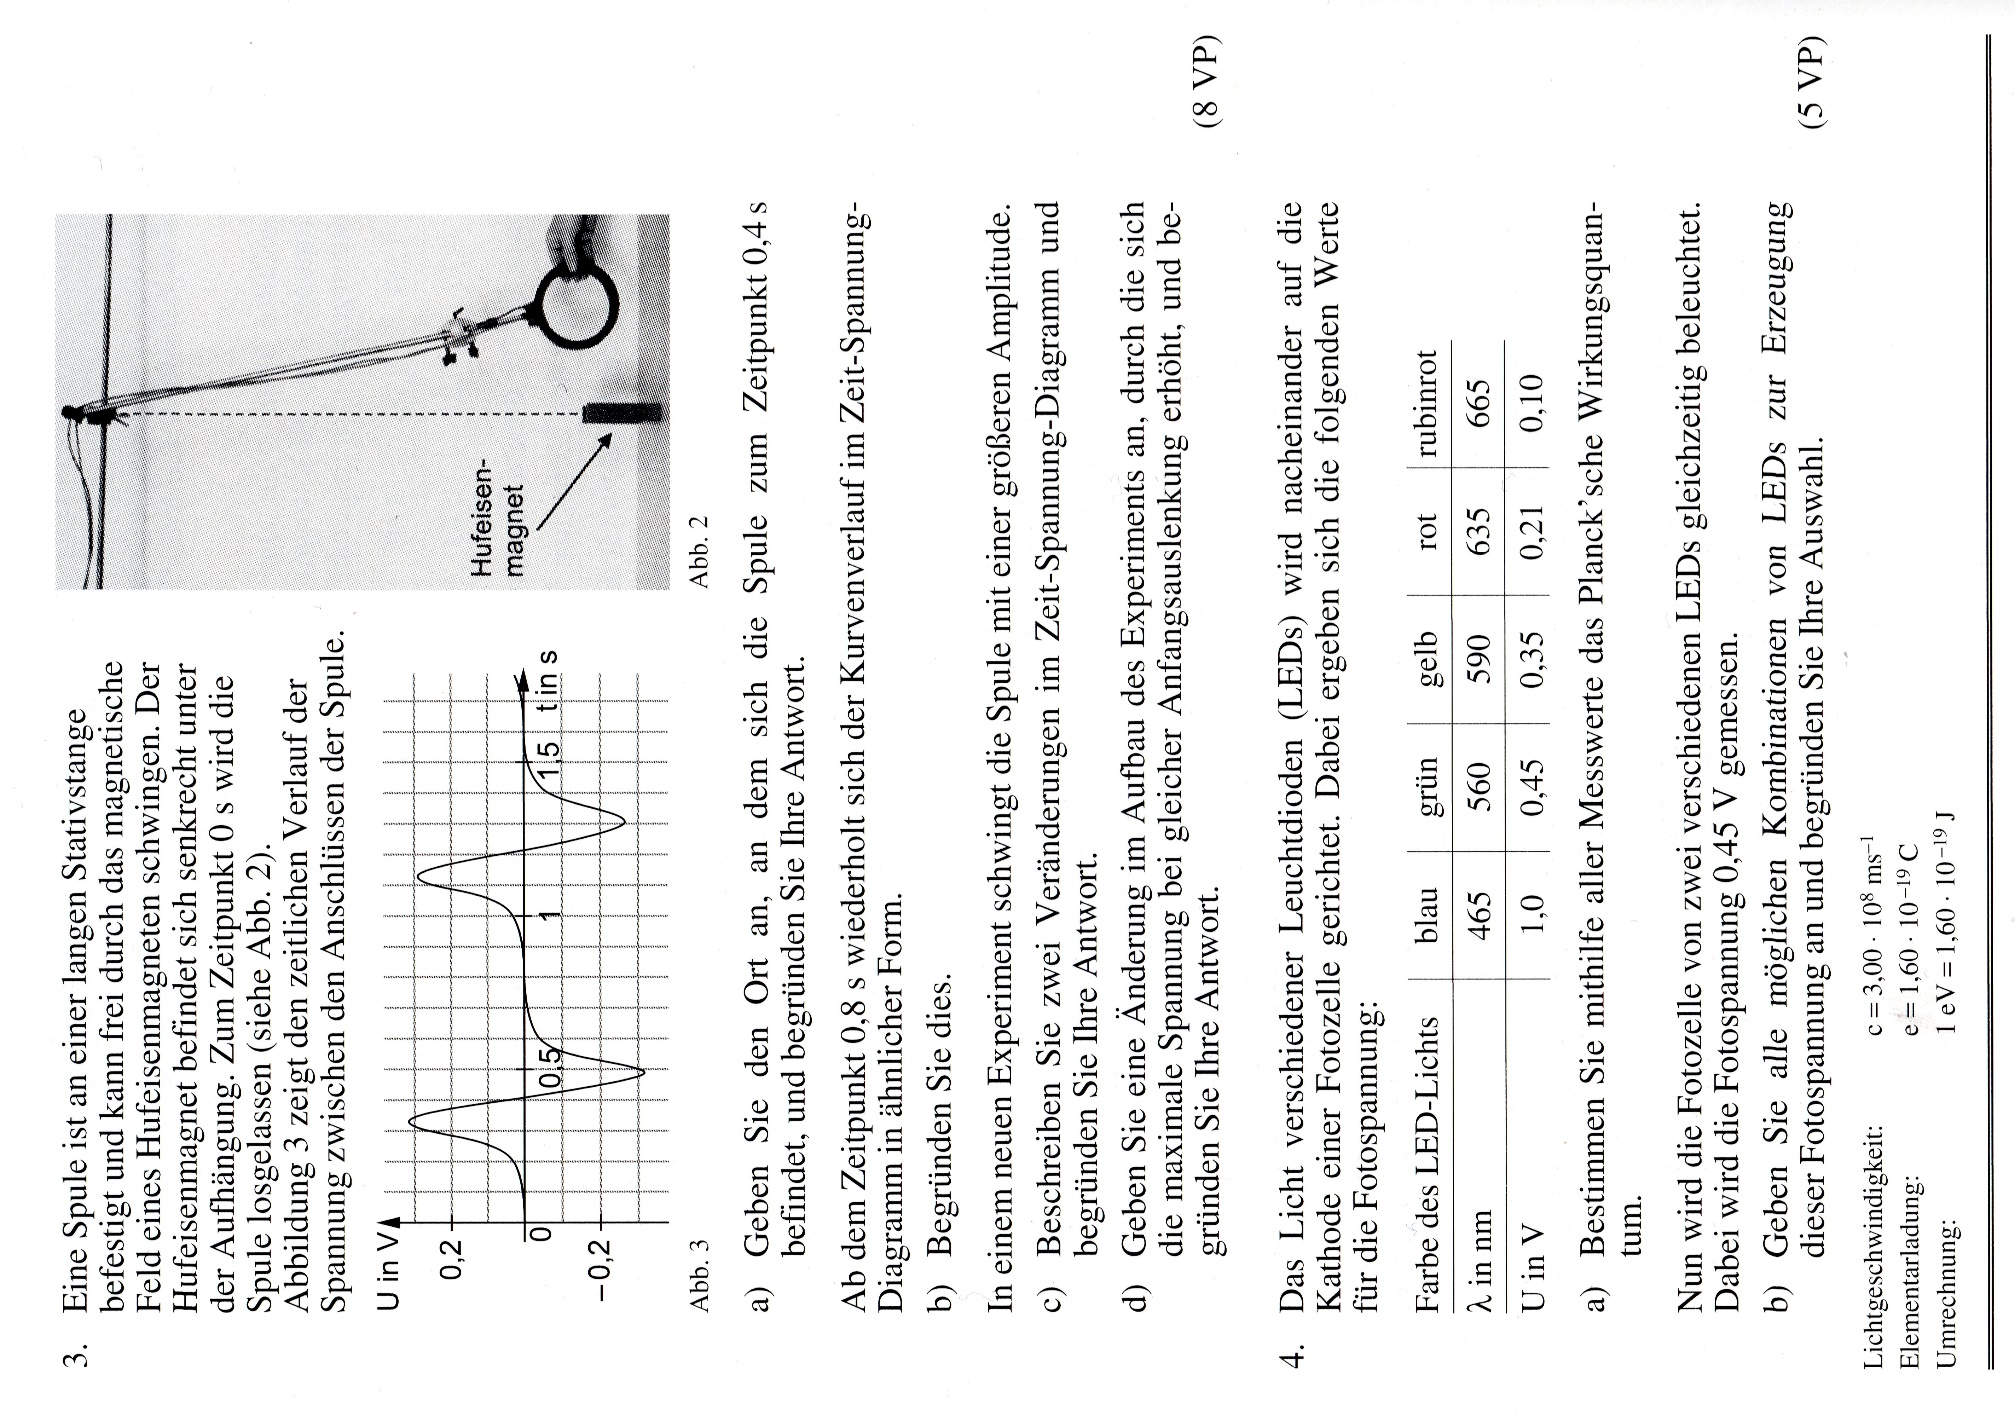 3. Eine Spule ist an einer langen Stativstange
befestigt und kann frei durch das magnetische
Feld eines Hufeisenmagneten schwingen. Der
Hufeisenmagnet befindet sich senkrecht unter
der Aufhängung. Zum Zeitpunkt 0 s wird die
Spule losgelassen (siehe Abb. 2).
Abbildung 3 zeigt den zeitlichen Verlauf der
Spannung zwischen den Anschlüssen der Spule.
U in V
0,2
0
-0,2
0,5
1
1,5
t in s
Abb. 3
Hufeisen-
magnet
Abb. 2
a) Geben Sie den Ort an, an dem sich die Spule zum Zeitpunkt 0,4 s
befindet, und begründen Sie Ihre Antwort.
Ab dem Zeitpunkt 0,8 s wiederholt sich der Kurvenverlauf im Zeit-Spannung-
Diagramm in ähnlicher Form.
b) Begründen Sie dies.
In einem neuen Experiment schwingt die Spule mit einer größeren Amplitude.
c) Beschreiben Sie zwei Veränderungen im Zeit-Spannung-Diagramm und
begründen Sie Ihre Antwort.
d) Geben Sie eine Änderung im Aufbau des Experiments an, durch die sich
die maximale Spannung bei gleicher Anfangsauslenkung erhöht, und be-
gründen Sie Ihre Antwort.
(8 VP)
4. Das Licht verschiedener Leuchtdioden (LEDs) wird nacheinander auf die
Kathode einer Fotozelle gerichtet. Dabei ergeben sich die folgenden Werte
für die Fotospannung:
Farbe des LED-Lichts blau grün gelb rot rubinrot
λ in nm 465 560 590 635 665
U in V 1,0 0,45 0,35 0,21 0,10
a) Bestimmen Sie mithilfe aller Messwerte das Planck'sche Wirkungsquan-
tum.
Nun wird die Fotozelle von zwei verschiedenen LEDs gleichzeitig beleuchtet.
Dabei wird die Fotospannung 0,45 V gemessen.
b) Geben Sie alle möglichen Kombinationen von LEDs zur Erzeugung
dieser Fotospannung an und begründen Sie Ihre Auswahl.
(5 VP)
Lichtgeschwindigkeit: c = 3,00 · 10⁸ ms⁻¹
Elementarladung: e = 1,60 · 10⁻¹⁹ C
Umrechnung: 1 eV = 1,60 · 10⁻¹⁹ J